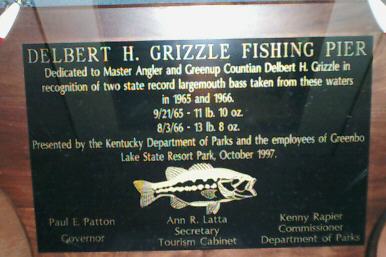 DELBERT H. GRIZZLE FISHING PIER
Dedicated to Master Angler and Greenup Countian Delbert H. Grizzle in
recognition of two state record largemouth bass taken from these waters
in 1965 and 1966.
9/21/65 - 11 lb. 10 oz.
8/3/66 - 13 lb. 8 oz.
Presented by the Kentucky Department of Parks and the employees of Greenbo
Lake State Resort Park, October 1997.
Paul E. Patton
Governor
Ann R. Latta
Secretary
Tourism Cabinet
Kenny Rapier
Commissioner
Department of Parks